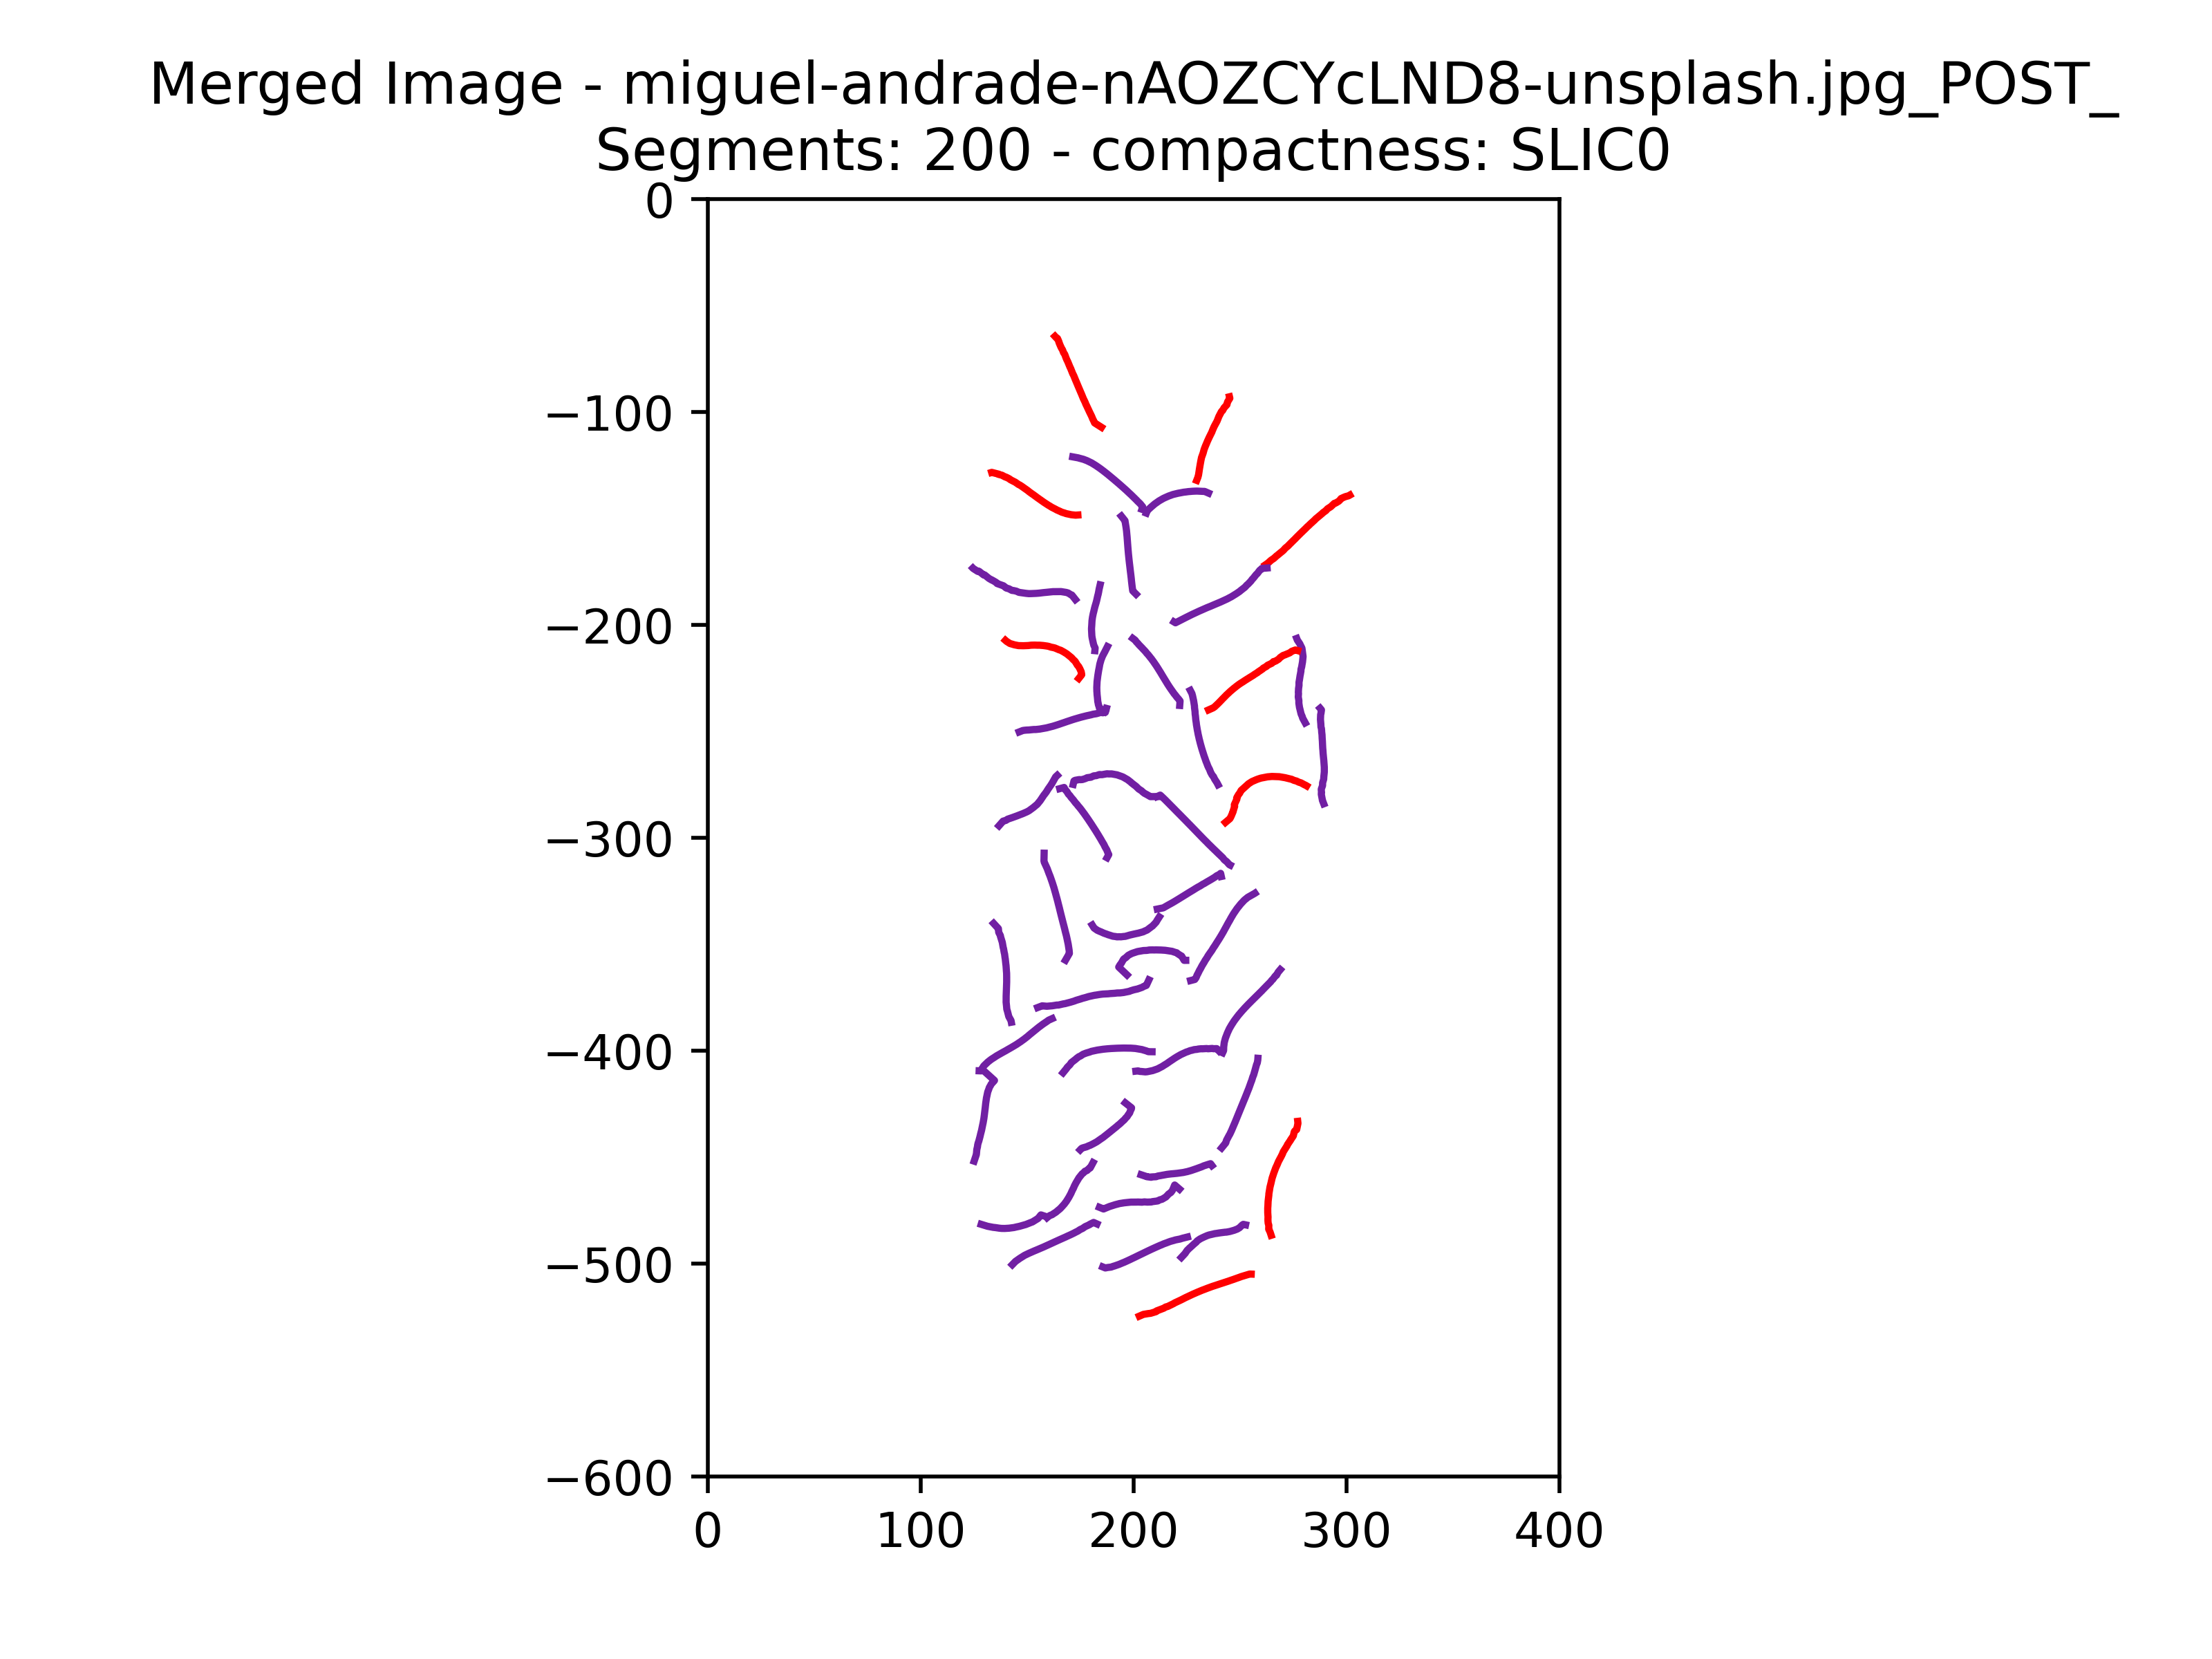 Merged Image - miguel-andrade-nAOZCYcLND8-unsplash.jpg_POST_
Segments: 200 - compactness: SLIC0
0
−100
−200
−300
−400
−500
−600
0 100 200 300 400